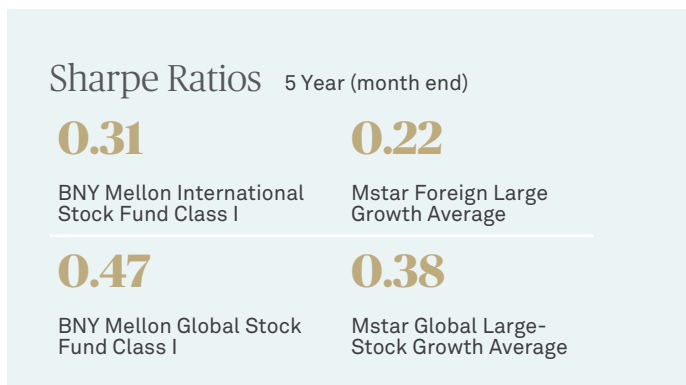 Sharpe Ratios 5 Year (month end)
0.31
BNY Mellon International
Stock Fund Class I
0.22
Mstar Foreign Large
Growth Average
0.47
BNY Mellon Global Stock
Fund Class I
0.38
Mstar Global Large-
Stock Growth Average